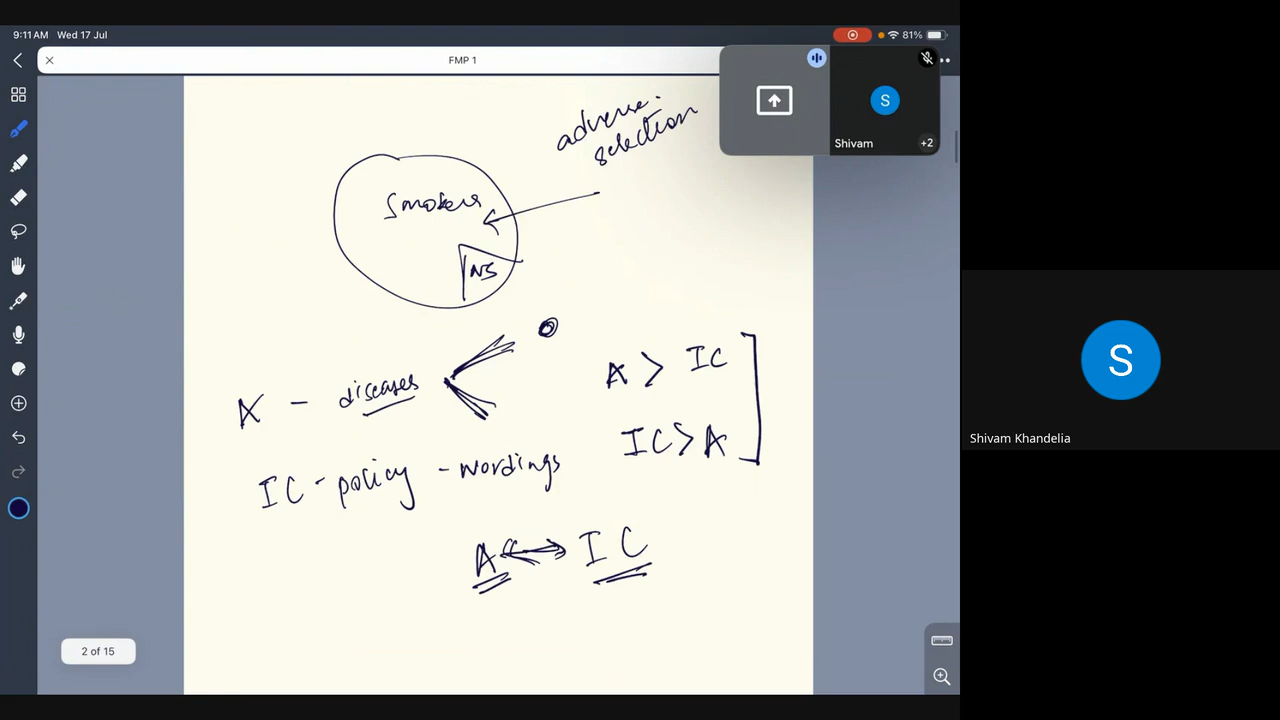 9:11 AM Wed 17 Jul
81%
FMP 1
S
Shivam
+2
adverse
selection
Smokers
NS
A - diseases
A > IC
IC > A
IC - policy - wordings
A ↔ IC
2 of 15
S
Shivam Khandelia